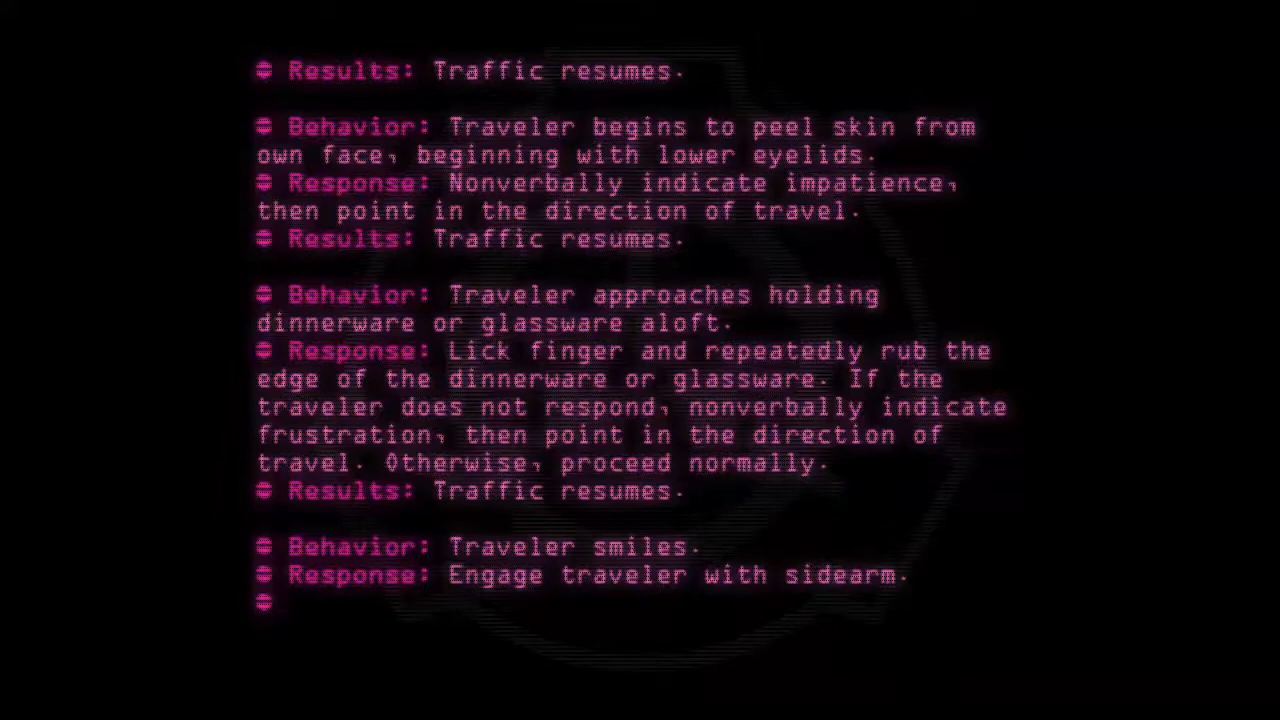 Results: Traffic resumes.
Behavior: Traveler begins to peel skin from
own face, beginning with lower eyelids.
Response: Nonverbally indicate impatience,
then point in the direction of travel.
Results: Traffic resumes.
Behavior: Traveler approaches holding
dinnerware or glassware aloft.
Response: Lick finger and repeatedly rub the
edge of the dinnerware or glassware. If the
traveler does not respond, nonverbally indicate
frustration, then point in the direction of
travel. Otherwise, proceed normally.
Results: Traffic resumes.
Behavior: Traveler smiles.
Response: Engage traveler with sidearm.